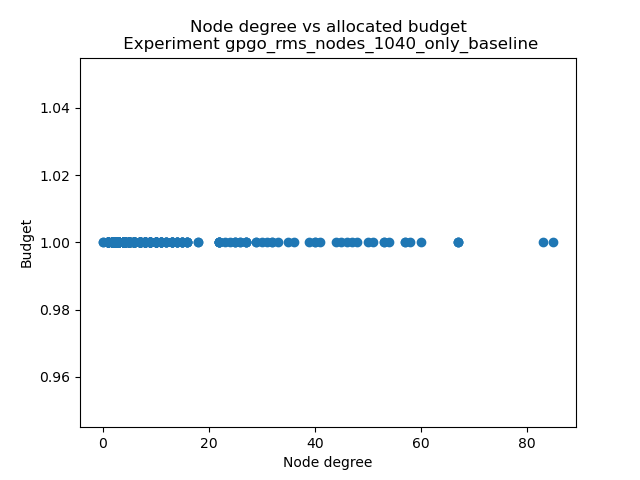 Node degree vs allocated budget
Experiment gpgo_rms_nodes_1040_only_baseline
1.04
1.02
1.00
0.98
0.96
Budget
0
20
40
60
80
Node degree